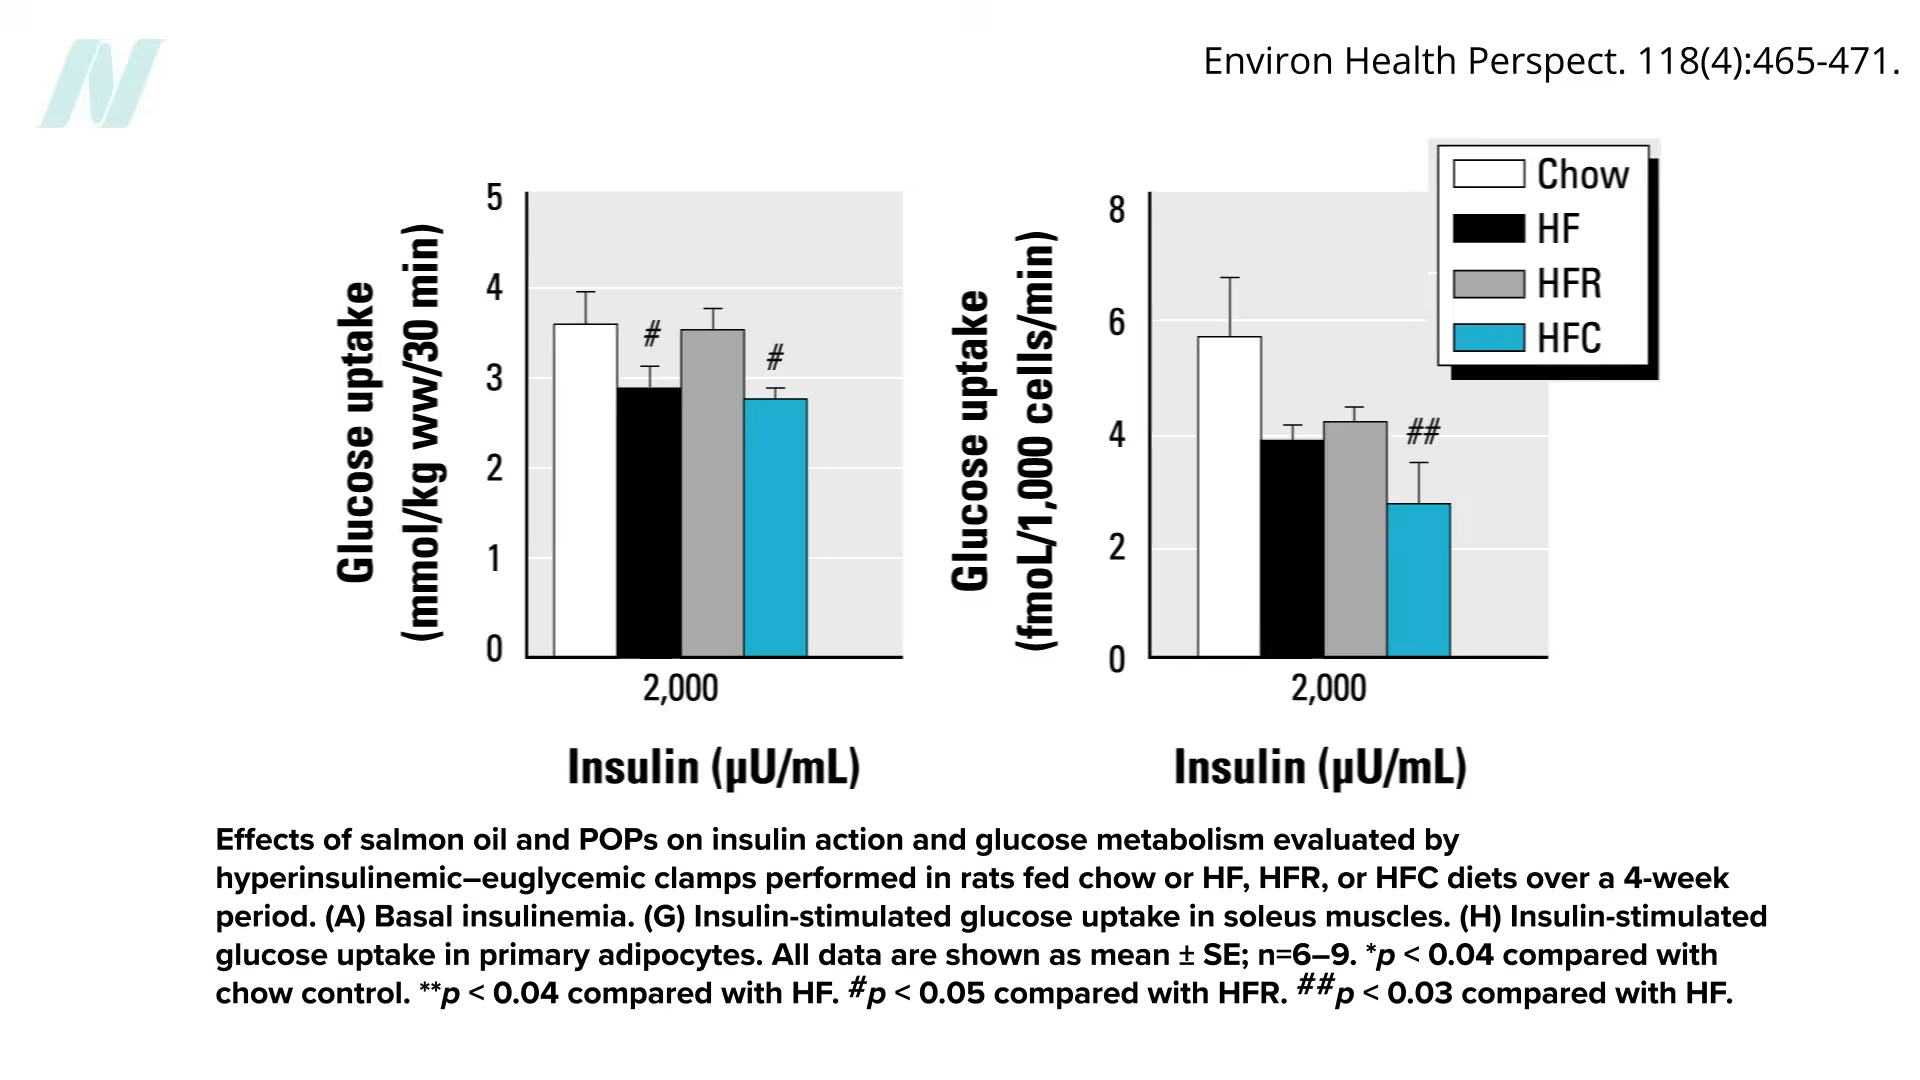 Environ Health Perspect. 118(4):465-471.
Glucose uptake
(mmol/kg ww/30 min)
5
4
3
2
1
0
#
#
2,000
Insulin (µU/mL)
Glucose uptake
(fmoL/1,000 cells/min)
8
6
4
2
0
##
2,000
Insulin (µU/mL)
Chow
HF
HFR
HFC
Effects of salmon oil and POPs on insulin action and glucose metabolism evaluated by
hyperinsulinemic–euglycemic clamps performed in rats fed chow or HF, HFR, or HFC diets over a 4-week
period. (A) Basal insulinemia. (G) Insulin-stimulated glucose uptake in soleus muscles. (H) Insulin-stimulated
glucose uptake in primary adipocytes. All data are shown as mean ± SE; n=6–9. *p < 0.04 compared with
chow control. **p < 0.04 compared with HF. #p < 0.05 compared with HFR. ##p < 0.03 compared with HF.